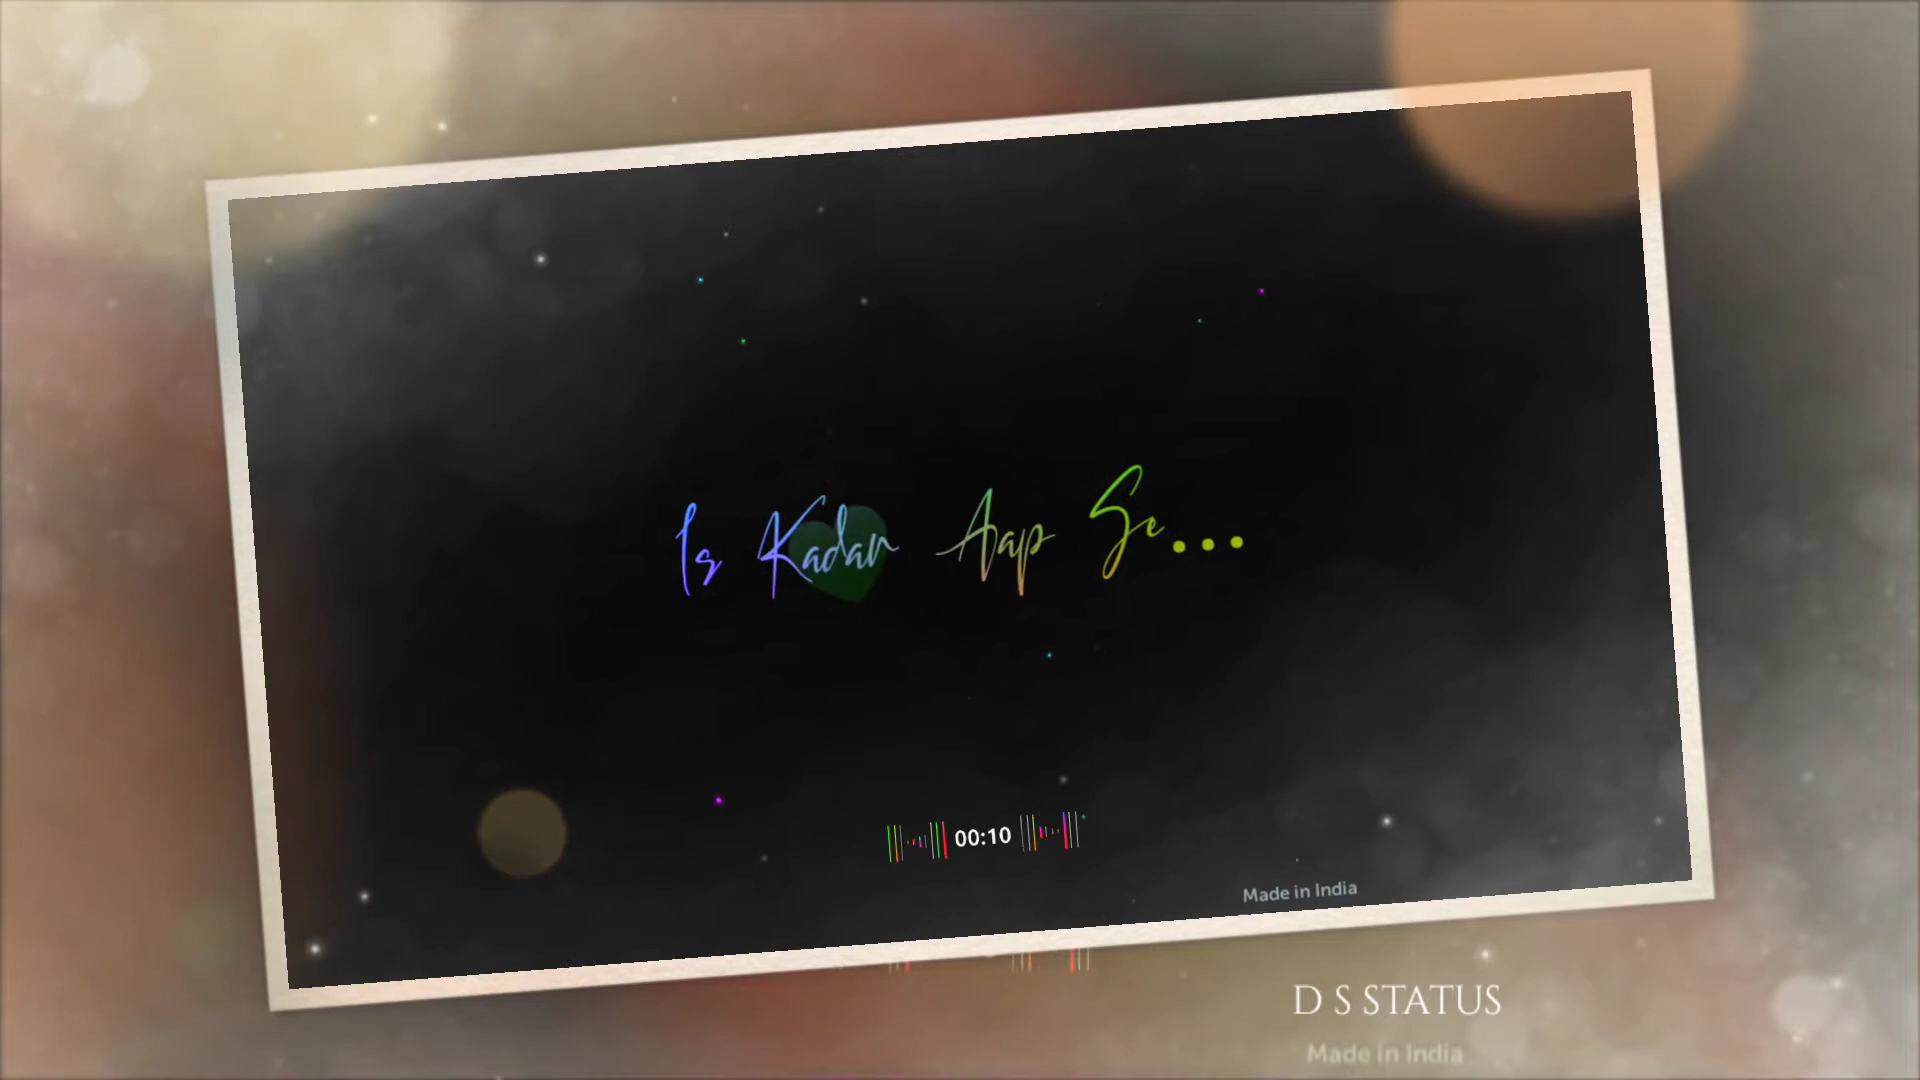 Is Kadar Aap Se...
00:10
Made in India
D S STATUS
Made in India